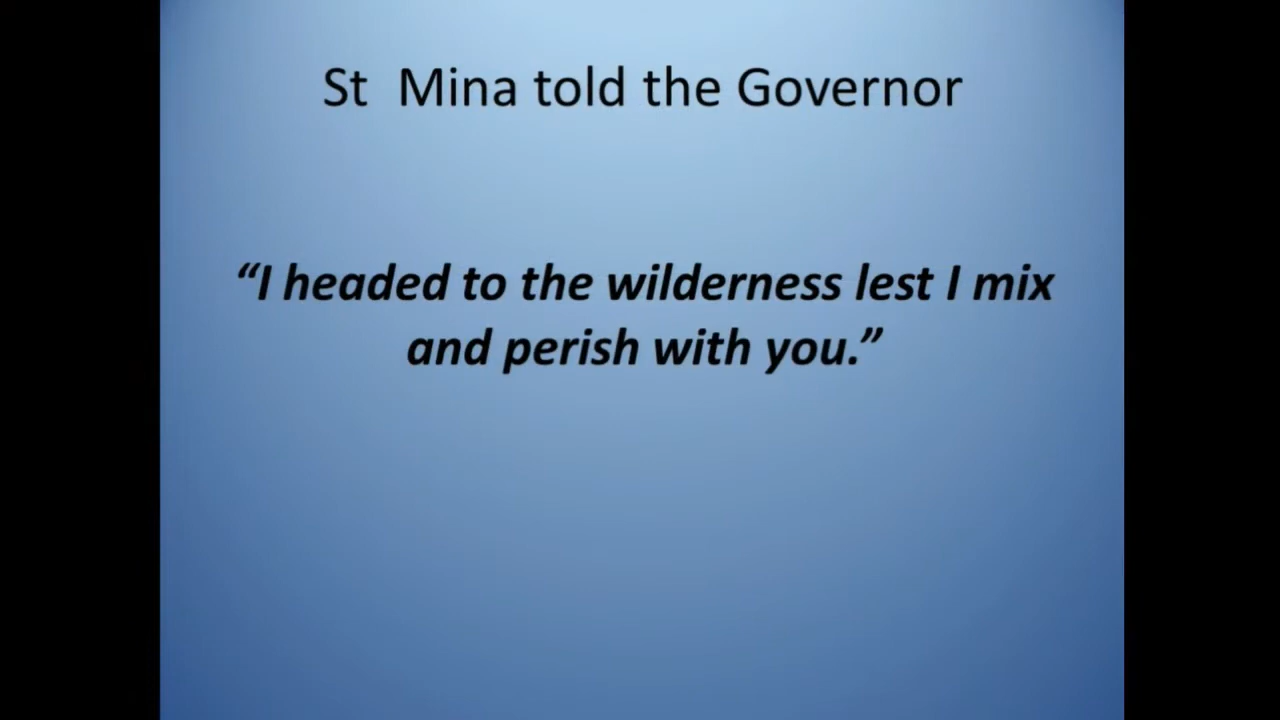 St Mina told the Governor
“I headed to the wilderness lest I mix
and perish with you.”